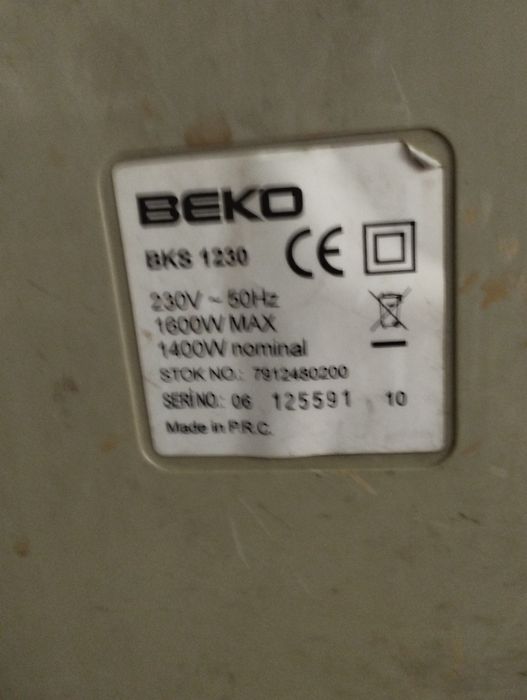 BEKO
BKS 1230 CE
230V ~ 50Hz
1600W MAX
1400W nominal
STOK NO.: 7912480200
SERİ NO.: 06 125591 10
Made in P.R.C.